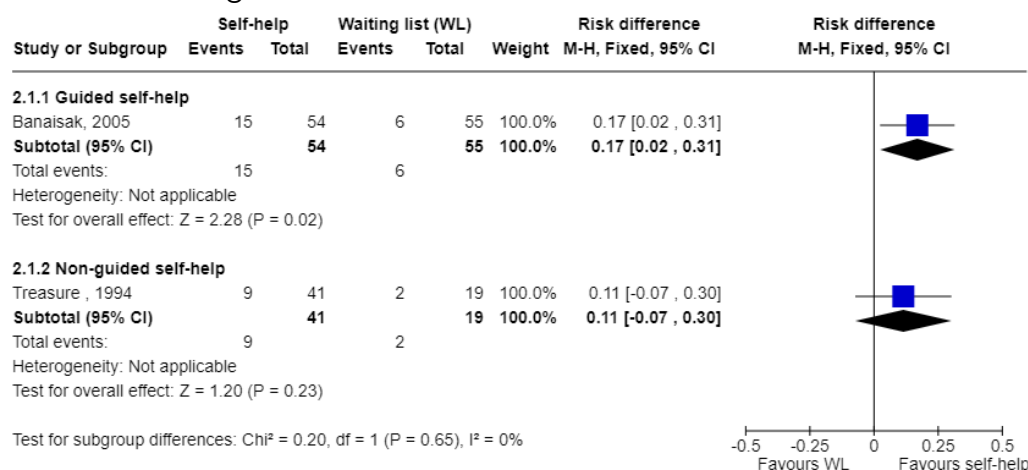 Self-help Waiting list (WL) Risk difference Risk difference
Study or Subgroup Events Total Events Total Weight M-H, Fixed, 95% CI M-H, Fixed, 95% CI
2.1.1 Guided self-help
Banaisak, 2005 15 54 6 55 100.0% 0.17 [0.02 , 0.31]
Subtotal (95% CI) 54 55 100.0% 0.17 [0.02 , 0.31]
Total events: 15 6
Heterogeneity: Not applicable
Test for overall effect: Z = 2.28 (P = 0.02)
2.1.2 Non-guided self-help
Treasure , 1994 9 41 2 19 100.0% 0.11 [-0.07 , 0.30]
Subtotal (95% CI) 41 19 100.0% 0.11 [-0.07 , 0.30]
Total events: 9 2
Heterogeneity: Not applicable
Test for overall effect: Z = 1.20 (P = 0.23)
Test for subgroup differences: Chi² = 0.20, df = 1 (P = 0.65), I² = 0%
-0.5 -0.25 0 0.25 0.5
Favours WL Favours self-help